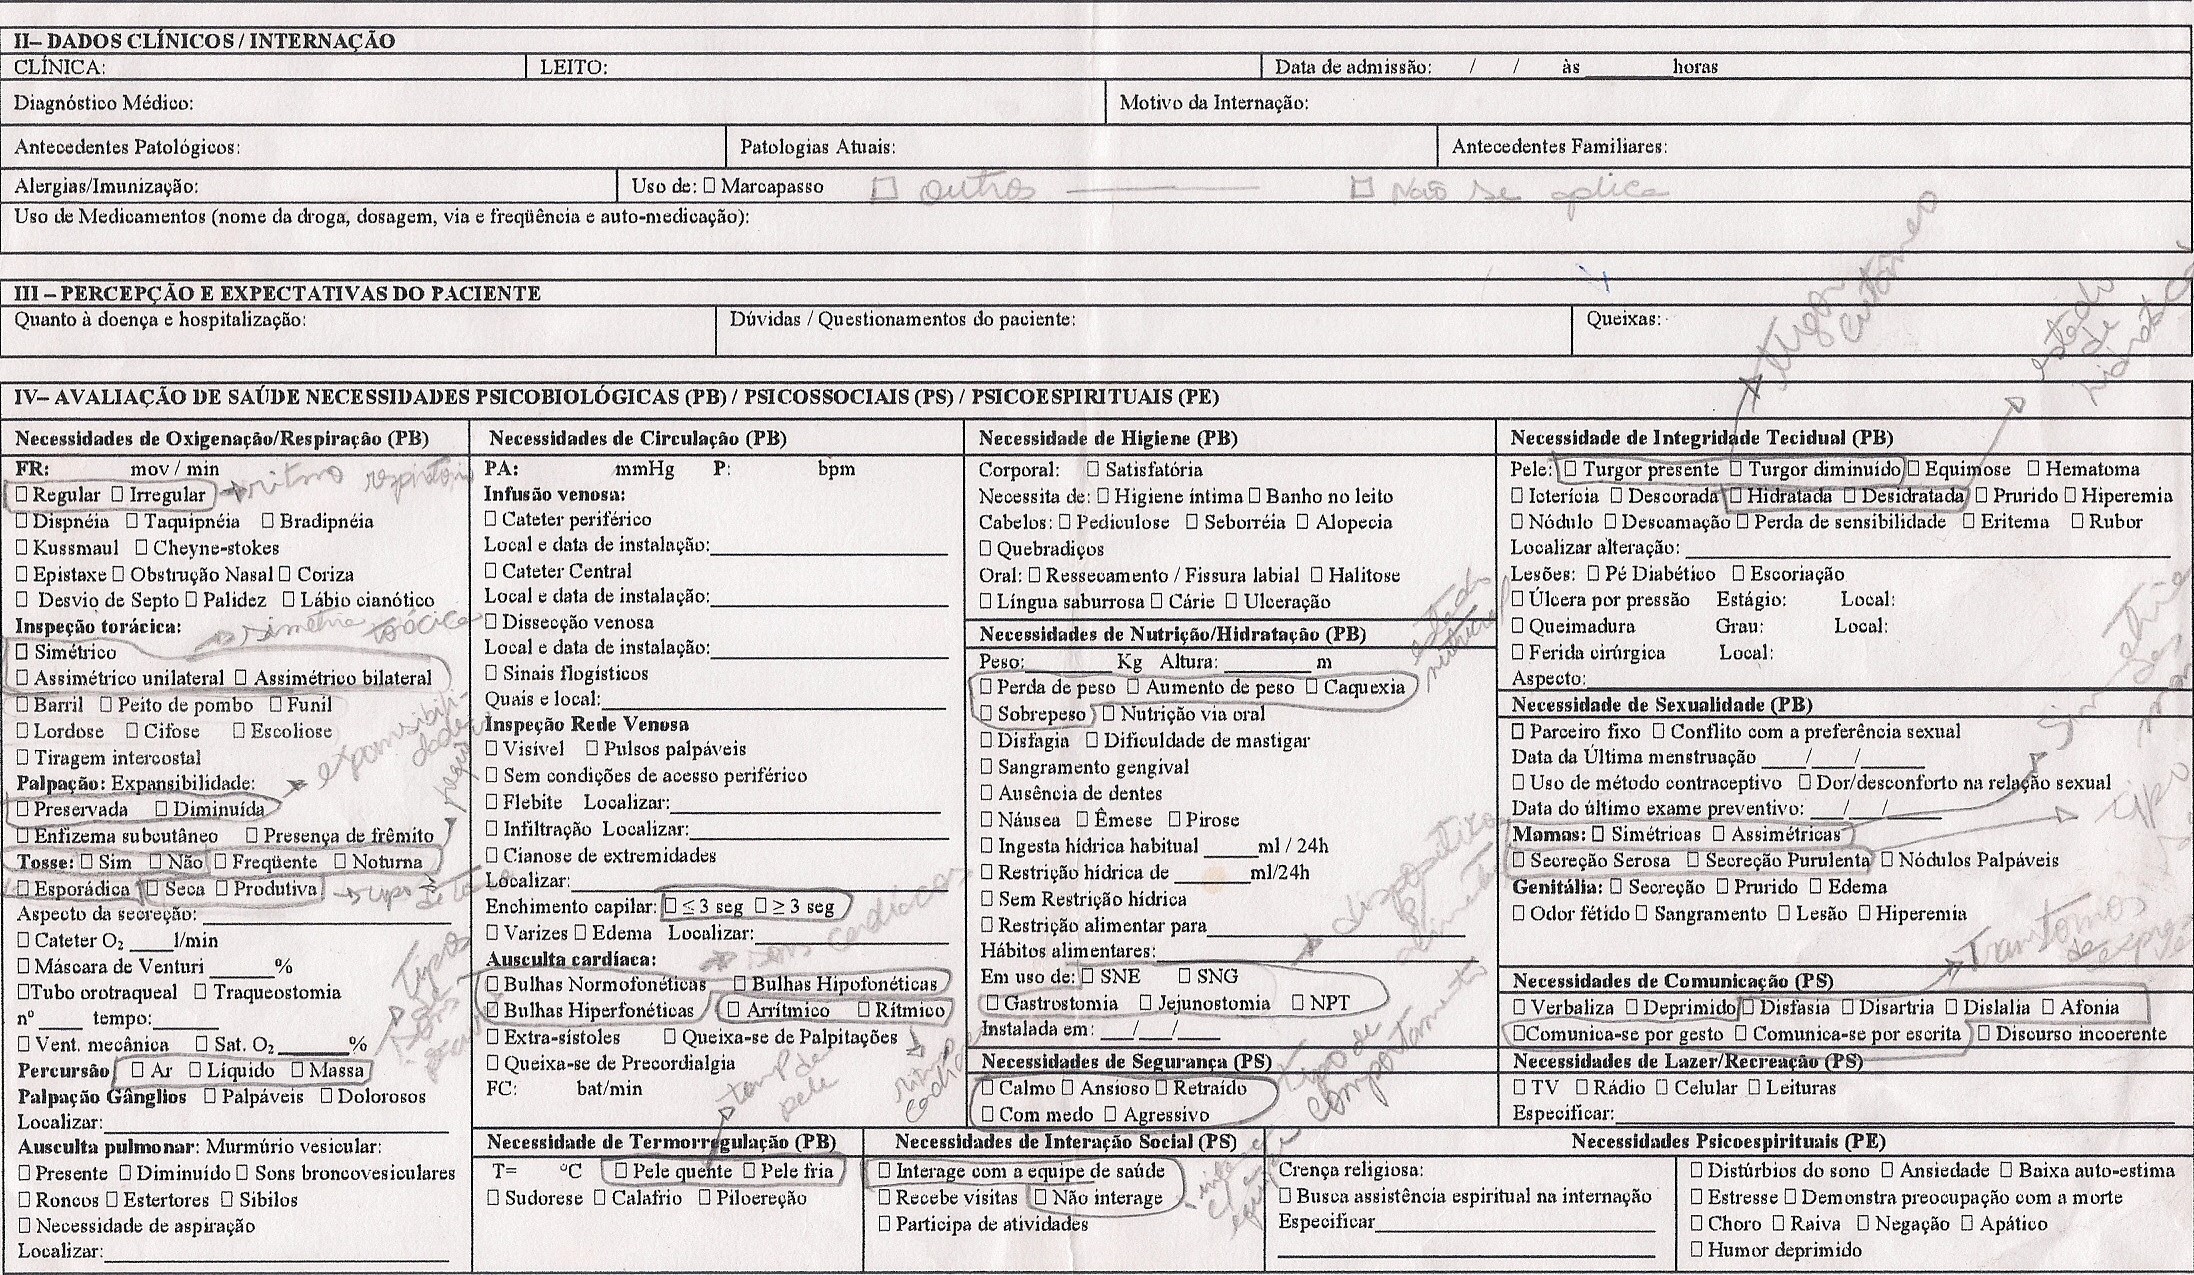 II– DADOS CLÍNICOS / INTERNAÇÃO
CLÍNICA: LEITO: Data de admissão: / / às ______ horas
Diagnóstico Médico: Motivo da Internação:
Antecedentes Patológicos: Patologias Atuais: Antecedentes Familiares:
Alergias/Imunização: Uso de: □ Marcapasso □ outros ______ □ Não se aplica
Uso de Medicamentos (nome da droga, dosagem, via e freqüência e auto-medicação):
III – PERCEPÇÃO E EXPECTATIVAS DO PACIENTE
Quanto à doença e hospitalização: Dúvidas / Questionamentos do paciente: Queixas:
turgor cutâneo
estado de
IV– AVALIAÇÃO DE SAÚDE NECESSIDADES PSICOBIOLÓGICAS (PB) / PSICOSSOCIAIS (PS) / PSICOESPIRITUAIS (PE)
Necessidades de Oxigenação/Respiração (PB)
FR: mov / min
□ Regular □ Irregular ritmo respiratório
□ Dispnéia □ Taquipnéia □ Bradipnéia
□ Kussmaul □ Cheyne-stokes
□ Epistaxe □ Obstrução Nasal □ Coriza
□ Desvio de Septo □ Palidez □ Lábio cianótico
Inspeção torácica: simetria torácica
□ Simétrico
□ Assimétrico unilateral □ Assimétrico bilateral
□ Barril □ Peito de pombo □ Funil
□ Lordose □ Cifose □ Escoliose
□ Tiragem intercostal
Palpação: Expansibilidade: expansibilidade
□ Preservada □ Diminuída
□ Enfizema subcutâneo □ Presença de frêmito
Tosse: □ Sim □ Não □ Freqüente □ Noturna
□ Esporádica □ Seca □ Produtiva tipo de tosse
Aspecto da secreção:______
□ Cateter O₂ ____l/min
□ Máscara de Venturi ______%
□Tubo orotraqueal □ Traqueostomia
nº ____ tempo:______
□ Vent. mecânica □ Sat. O₂ ______%
Percursão □ Ar □ Líquido □ Massa
Palpação Gânglios □ Palpáveis □ Dolorosos
Localizar:______
Ausculta pulmonar: Murmúrio vesicular:
□ Presente □ Diminuído □ Sons broncovesiculares
□ Roncos □ Estertores □ Sibilos
□ Necessidade de aspiração
Localizar:______
Necessidades de Circulação (PB)
PA: mmHg P: bpm
Infusão venosa:
□ Cateter periférico
Local e data de instalação:______
□ Cateter Central
Local e data de instalação:______
□ Dissecção venosa
Local e data de instalação:______
□ Sinais flogísticos
Quais e local:______
Inspeção Rede Venosa
□ Visível □ Pulsos palpáveis
□ Sem condições de acesso periférico
□ Flebite Localizar:______
□ Infiltração Localizar:______
□ Cianose de extremidades
Localizar:______
Enchimento capilar: □ ≤ 3 seg □ ≥ 3 seg
□ Varizes □ Edema Localizar:______
Ausculta cardíaca: sons cardíacos
□ Bulhas Normofonéticas □ Bulhas Hipofonéticas
□ Bulhas Hiperfonéticas □ Arrítmico □ Rítmico
□ Extra-sístoles □ Queixa-se de Palpitações
□ Queixa-se de Precordialgia
FC: bat/min
temp da pele
Necessidade de Higiene (PB)
Corporal: □ Satisfatória
Necessita de: □ Higiene íntima □ Banho no leito
Cabelos: □ Pediculose □ Seborréia □ Alopecia
□ Quebradiços
Oral: □ Ressecamento / Fissura labial □ Halitose
□ Língua saburrosa □ Cárie □ Ulceração
estado nutricional
Necessidades de Nutrição/Hidratação (PB)
Peso:______ Kg Altura:______ m
□ Perda de peso □ Aumento de peso □ Caquexia
□ Sobrepeso □ Nutrição via oral
□ Disfagia □ Dificuldade de mastigar
□ Sangramento gengival
□ Ausência de dentes
□ Náusea □ Êmese □ Pirose
□ Ingesta hídrica habitual _____ml / 24h
□ Restrição hídrica de ______ml/24h
□ Sem Restrição hídrica
□ Restrição alimentar para______
Hábitos alimentares:______
Em uso de: □ SNE □ SNG
□ Gastrostomia □ Jejunostomia □ NPT
Instalada em: ___/___/___
Necessidades de Segurança (PS)
□ Calmo □ Ansioso □ Retraído
□ Com medo □ Agressivo
tipo de comportamento
Necessidade de Integridade Tecidual (PB)
Pele: □ Turgor presente □ Turgor diminuído □ Equimose □ Hematoma
□ Icterícia □ Descorada □ Hidratada □ Desidratada □ Prurido □ Hiperemia
□ Nódulo □ Descamação □ Perda de sensibilidade □ Eritema □ Rubor
Localizar alteração:______
Lesões: □ Pé Diabético □ Escoriação
□ Úlcera por pressão Estágio: Local:
□ Queimadura Grau: Local:
□ Ferida cirúrgica Local:
Aspecto:______
Necessidade de Sexualidade (PB)
□ Parceiro fixo □ Conflito com a preferência sexual
Data da Última menstruação ____/____/____
□ Uso de método contraceptivo □ Dor/desconforto na relação sexual
Data do último exame preventivo: ___/___/____
Mamas: □ Simétricas □ Assimétricas
□ Secreção Serosa □ Secreção Purulenta □ Nódulos Palpáveis
Genitália: □ Secreção □ Prurido □ Edema
□ Odor fétido □ Sangramento □ Lesão □ Hiperemia
Necessidades de Comunicação (PS)
□ Verbaliza □ Deprimido □ Disfasia □ Disartria □ Dislalia □ Afonia
□Comunica-se por gesto □ Comunica-se por escrita □ Discurso incoerente
Necessidades de Lazer/Recreação (PS)
□ TV □ Rádio □ Celular □ Leituras
Especificar:______
Necessidade de Termorregulação (PB)
T= ºC □ Pele quente □ Pele fria
□ Sudorese □ Calafrio □ Piloereção
Necessidades de Interação Social (PS)
□ Interage com a equipe de saúde
□ Recebe visitas □ Não interage
□ Participa de atividades
Necessidades Psicoespirituais (PE)
Crença religiosa:
□ Busca assistência espiritual na internação
Especificar______
□ Distúrbios do sono □ Ansiedade □ Baixa auto-estima
□ Estresse □ Demonstra preocupação com a morte
□ Choro □ Raiva □ Negação □ Apático
□ Humor deprimido